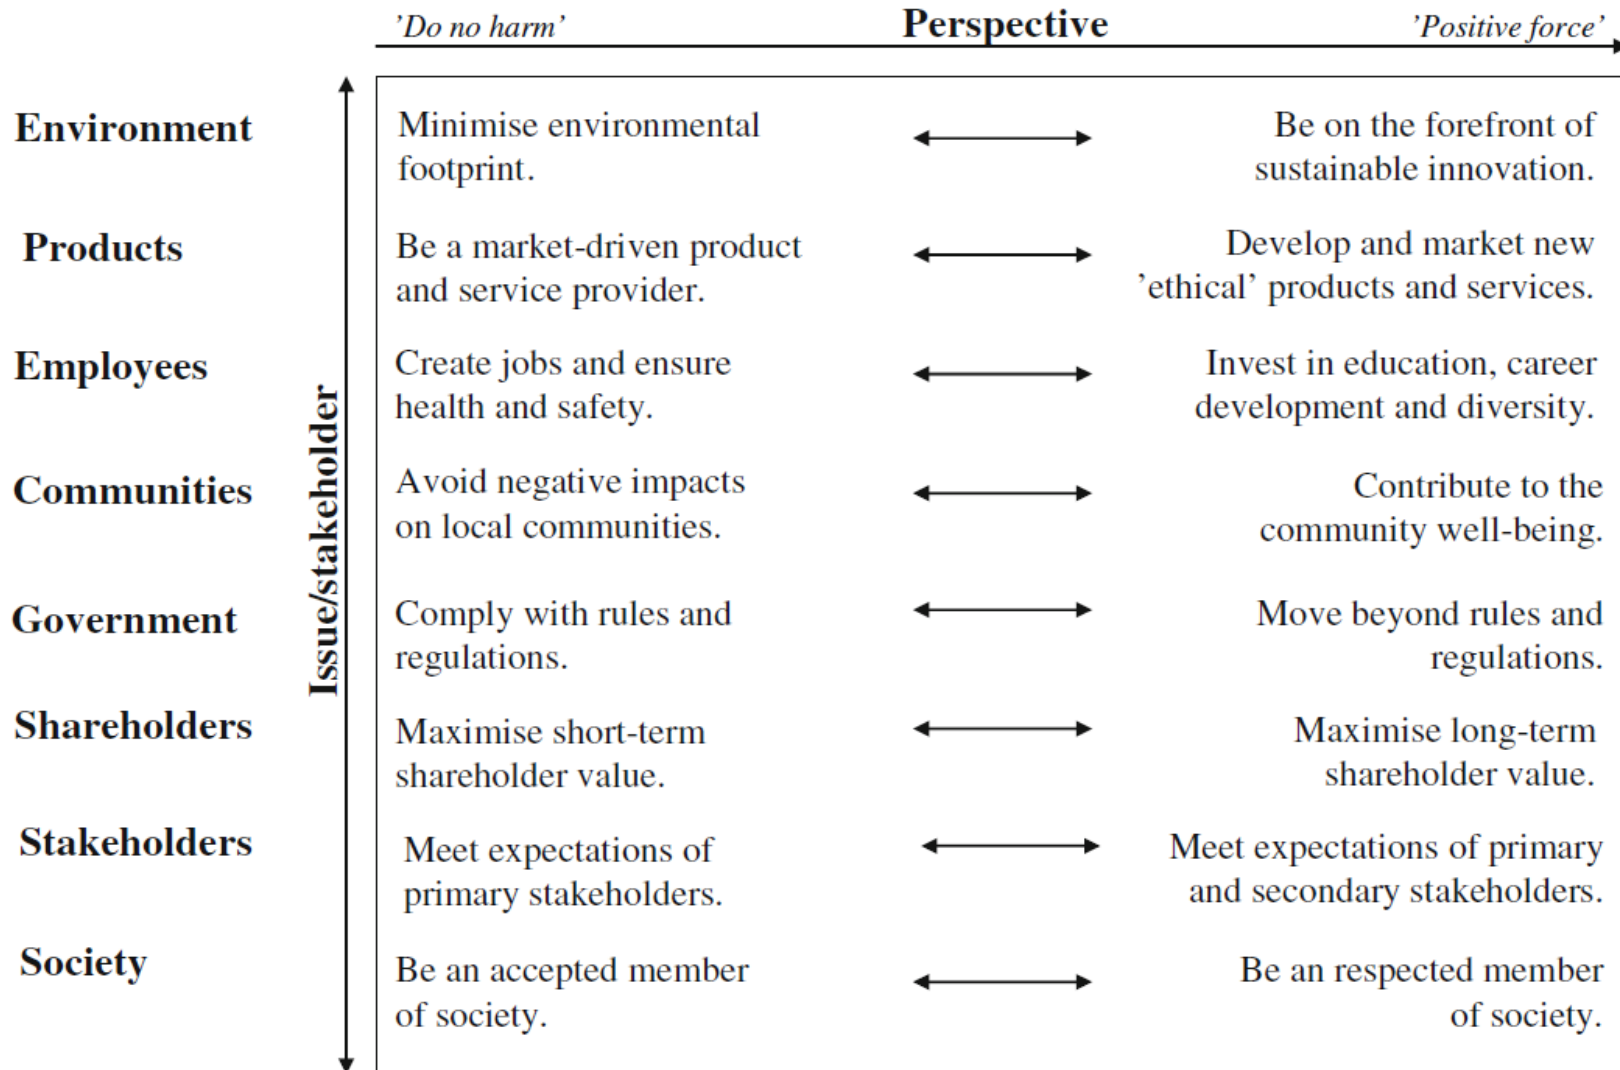 ’Do no harm’ Perspective ’Positive force’
Issue/stakeholder
Environment
Minimise environmental
footprint.
Be on the forefront of
sustainable innovation.
Products
Be a market-driven product
and service provider.
Develop and market new
’ethical’ products and services.
Employees
Create jobs and ensure
health and safety.
Invest in education, career
development and diversity.
Communities
Avoid negative impacts
on local communities.
Contribute to the
community well-being.
Government
Comply with rules and
regulations.
Move beyond rules and
regulations.
Shareholders
Maximise short-term
shareholder value.
Maximise long-term
shareholder value.
Stakeholders
Meet expectations of
primary stakeholders.
Meet expectations of primary
and secondary stakeholders.
Society
Be an accepted member
of society.
Be an respected member
of society.